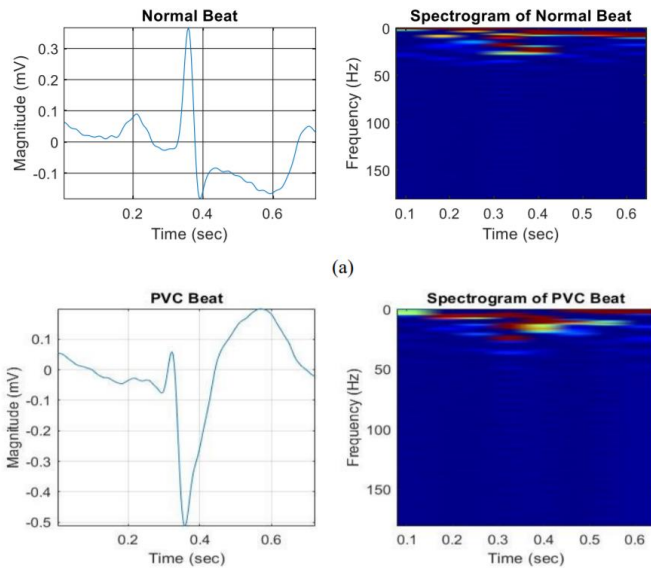 Normal Beat
Magnitude (mV)
0.3
0.2
0.1
0
-0.1
0.2 0.4 0.6
Time (sec)
Spectrogram of Normal Beat
Frequency (Hz)
0
50
100
150
0.1 0.2 0.3 0.4 0.5 0.6
Time (sec)
(a)
PVC Beat
Magnitude (mV)
0.1
0
-0.1
-0.2
-0.3
-0.4
-0.5
0.2 0.4 0.6
Time (sec)
Spectrogram of PVC Beat
Frequency (Hz)
0
50
100
150
0.1 0.2 0.3 0.4 0.5 0.6
Time (sec)